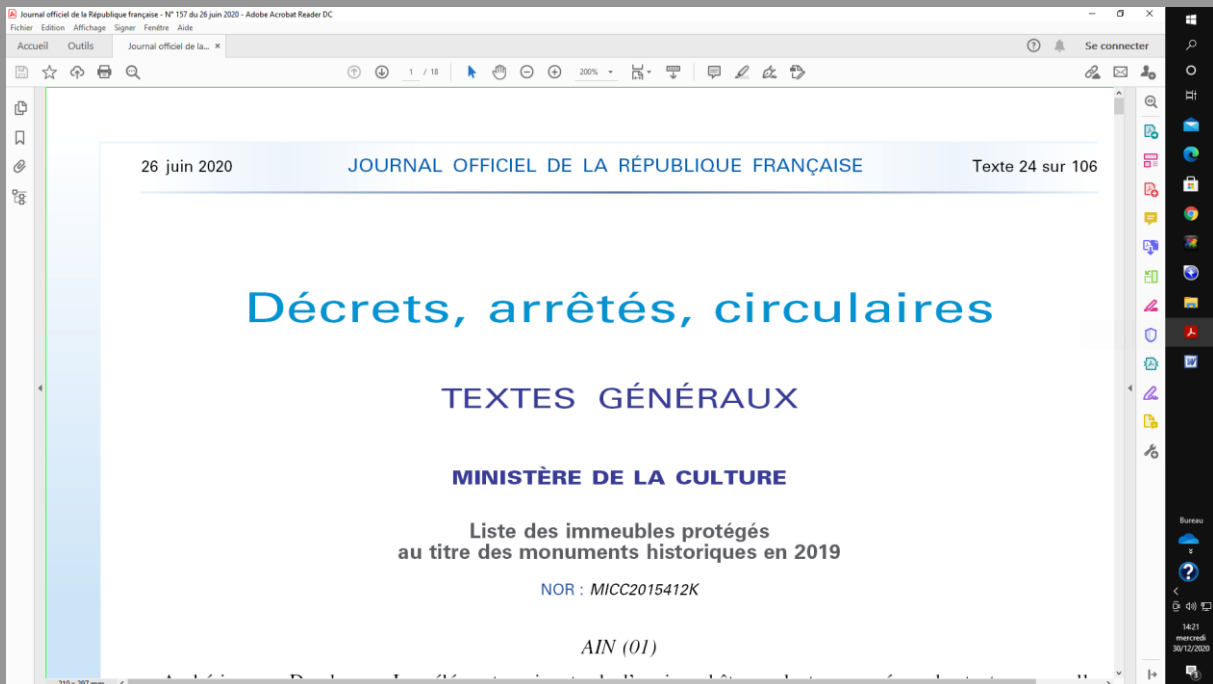 Journal officiel de la République française - N° 157 du 26 juin 2020 - Adobe Acrobat Reader DC
Fichier Edition Affichage Signer Fenêtre Aide
Accueil Outils Journal officiel de la... × Se connecter
1 / 18 200%
26 juin 2020 JOURNAL OFFICIEL DE LA RÉPUBLIQUE FRANÇAISE Texte 24 sur 106
Décrets, arrêtés, circulaires
TEXTES GÉNÉRAUX
MINISTÈRE DE LA CULTURE
Liste des immeubles protégés
au titre des monuments historiques en 2019
NOR : MICC2015412K
AIN (01)
210 x 297 mm
Bureau
14:21
mercredi
30/12/2020